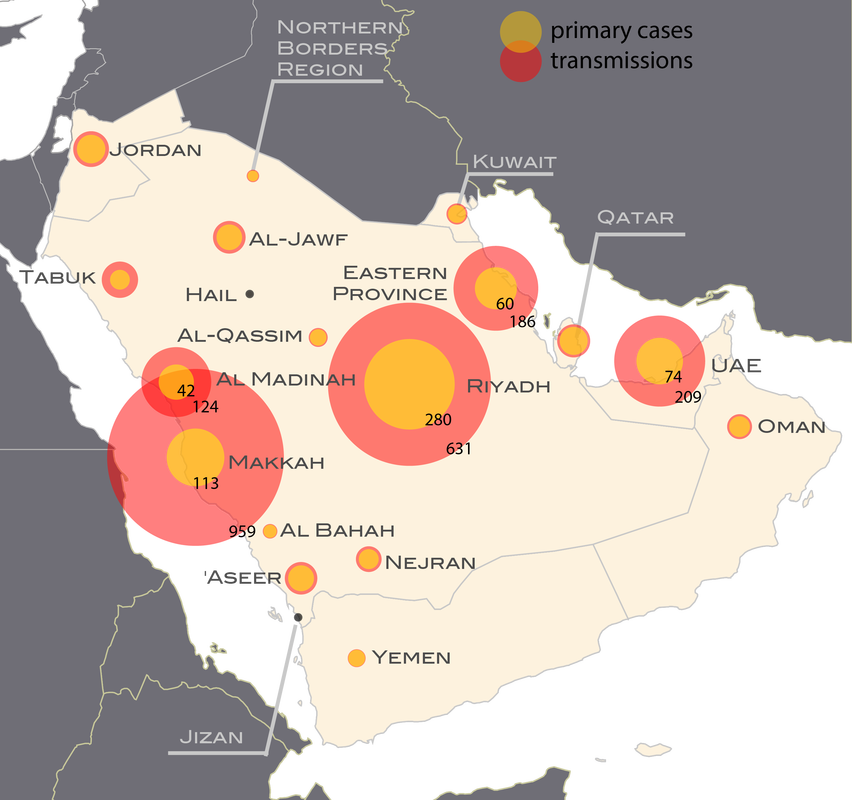 NORTHERN
BORDERS
REGION
primary cases
transmissions
JORDAN
KUWAIT
QATAR
AL-JAWF
TABUK
EASTERN
PROVINCE
HAIL
60
186
AL-QASSIM
AL MADINAH
42
124
RIYADH
280
631
UAE
74
209
OMAN
MAKKAH
113
959
AL BAHAH
NEJRAN
'ASEER
YEMEN
JIZAN